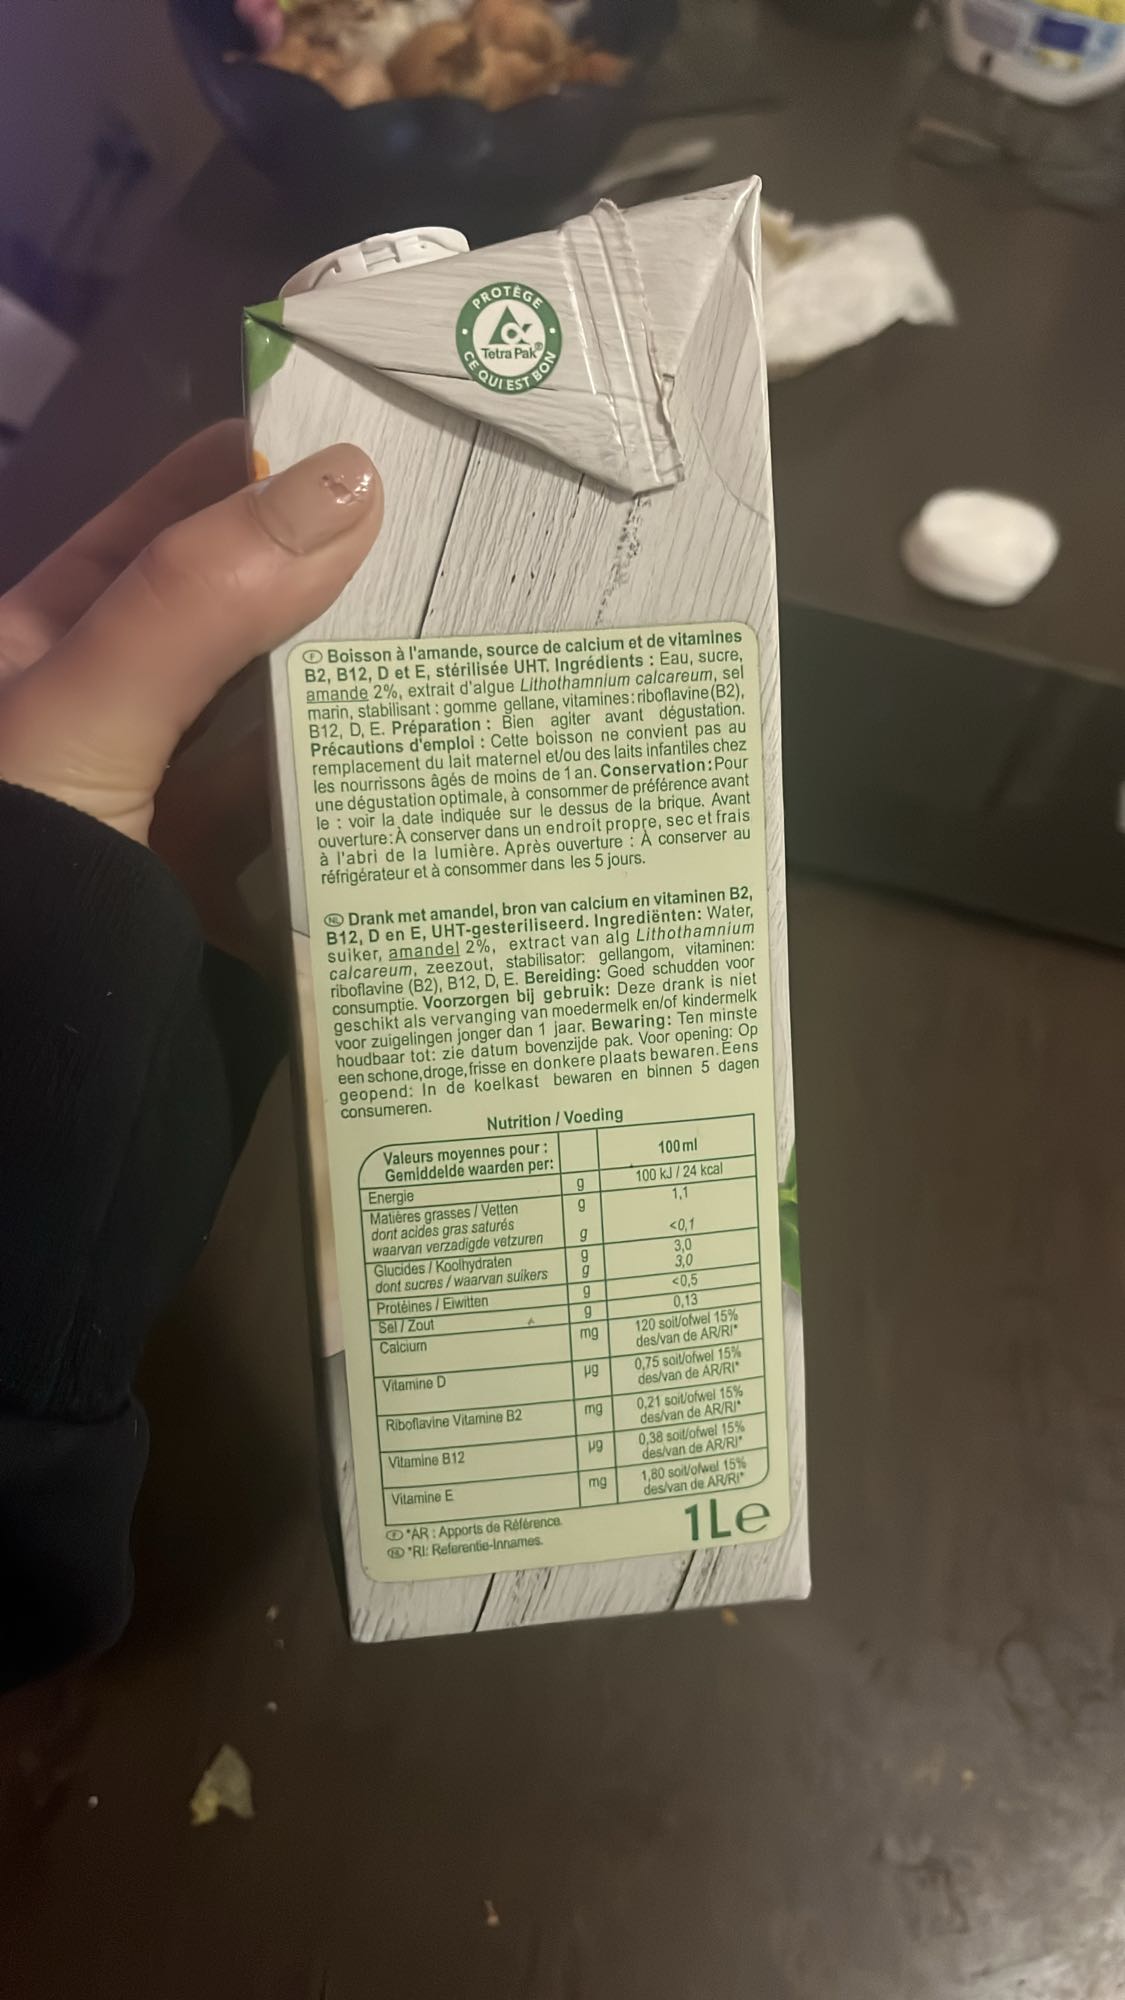 PROTÈGE
Tetra Pak®
CE QUI EST BON
F Boisson à l'amande, source de calcium et de vitamines
B2, B12, D et E, stérilisée UHT. Ingrédients : Eau, sucre,
amande 2%, extrait d'algue Lithothamnium calcareum, sel
marin, stabilisant : gomme gellane, vitamines: riboflavine (B2),
B12, D, E. Préparation : Bien agiter avant dégustation.
Précautions d'emploi : Cette boisson ne convient pas au
remplacement du lait maternel et/ou des laits infantiles chez
les nourrissons âgés de moins de 1 an. Conservation: Pour
une dégustation optimale, à consommer de préférence avant
le : voir la date indiquée sur le dessus de la brique. Avant
ouverture: À conserver dans un endroit propre, sec et frais
à l'abri de la lumière. Après ouverture : À conserver au
réfrigérateur et à consommer dans les 5 jours.
NL Drank met amandel, bron van calcium en vitaminen B2,
B12, D en E, UHT-gesteriliseerd. Ingrediënten: Water,
suiker, amandel 2%, extract van alg Lithothamnium
calcareum, zeezout, stabilisator: gellangom, vitaminen:
riboflavine (B2), B12, D, E. Bereiding: Goed schudden voor
consumptie. Voorzorgen bij gebruik: Deze drank is niet
geschikt als vervanging van moedermelk en/of kindermelk
voor zuigelingen jonger dan 1 jaar. Bewaring: Ten minste
houdbaar tot: zie datum bovenzijde pak. Voor opening: Op
een schone, droge, frisse en donkere plaats bewaren. Eens
geopend: In de koelkast bewaren en binnen 5 dagen
consumeren.
Nutrition / Voeding
Valeurs moyennes pour : 100 ml
Gemiddelde waarden per:
Energie g 100 kJ / 24 kcal
Matières grasses / Vetten g 1,1
dont acides gras saturés
waarvan verzadigde vetzuren g <0,1
Glucides / Koolhydraten g 3,0
dont sucres / waarvan suikers g 3,0
Protéines / Eiwitten g <0,5
Sel / Zout g 0,13
Calcium mg 120 soit/ofwel 15%
des/van de AR/RI*
Vitamine D µg 0,75 soit/ofwel 15%
des/van de AR/RI*
Riboflavine Vitamine B2 mg 0,21 soit/ofwel 15%
des/van de AR/RI*
Vitamine B12 µg 0,38 soit/ofwel 15%
des/van de AR/RI*
Vitamine E mg 1,80 soit/ofwel 15%
des/van de AR/RI*
F *AR : Apports de Référence.
NL *RI: Referentie-Innames.
1Le